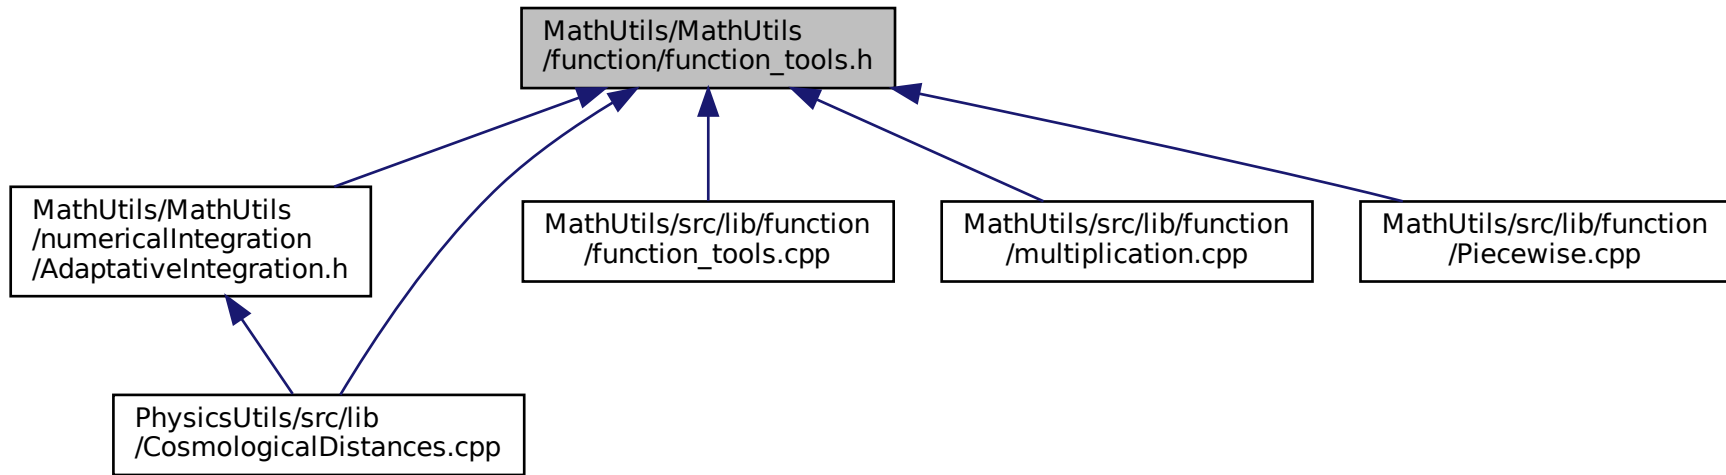 MathUtils/MathUtils
/function/function_tools.h
MathUtils/MathUtils
/numericalIntegration
/AdaptativeIntegration.h
MathUtils/src/lib/function
/function_tools.cpp
MathUtils/src/lib/function
/multiplication.cpp
MathUtils/src/lib/function
/Piecewise.cpp
PhysicsUtils/src/lib
/CosmologicalDistances.cpp